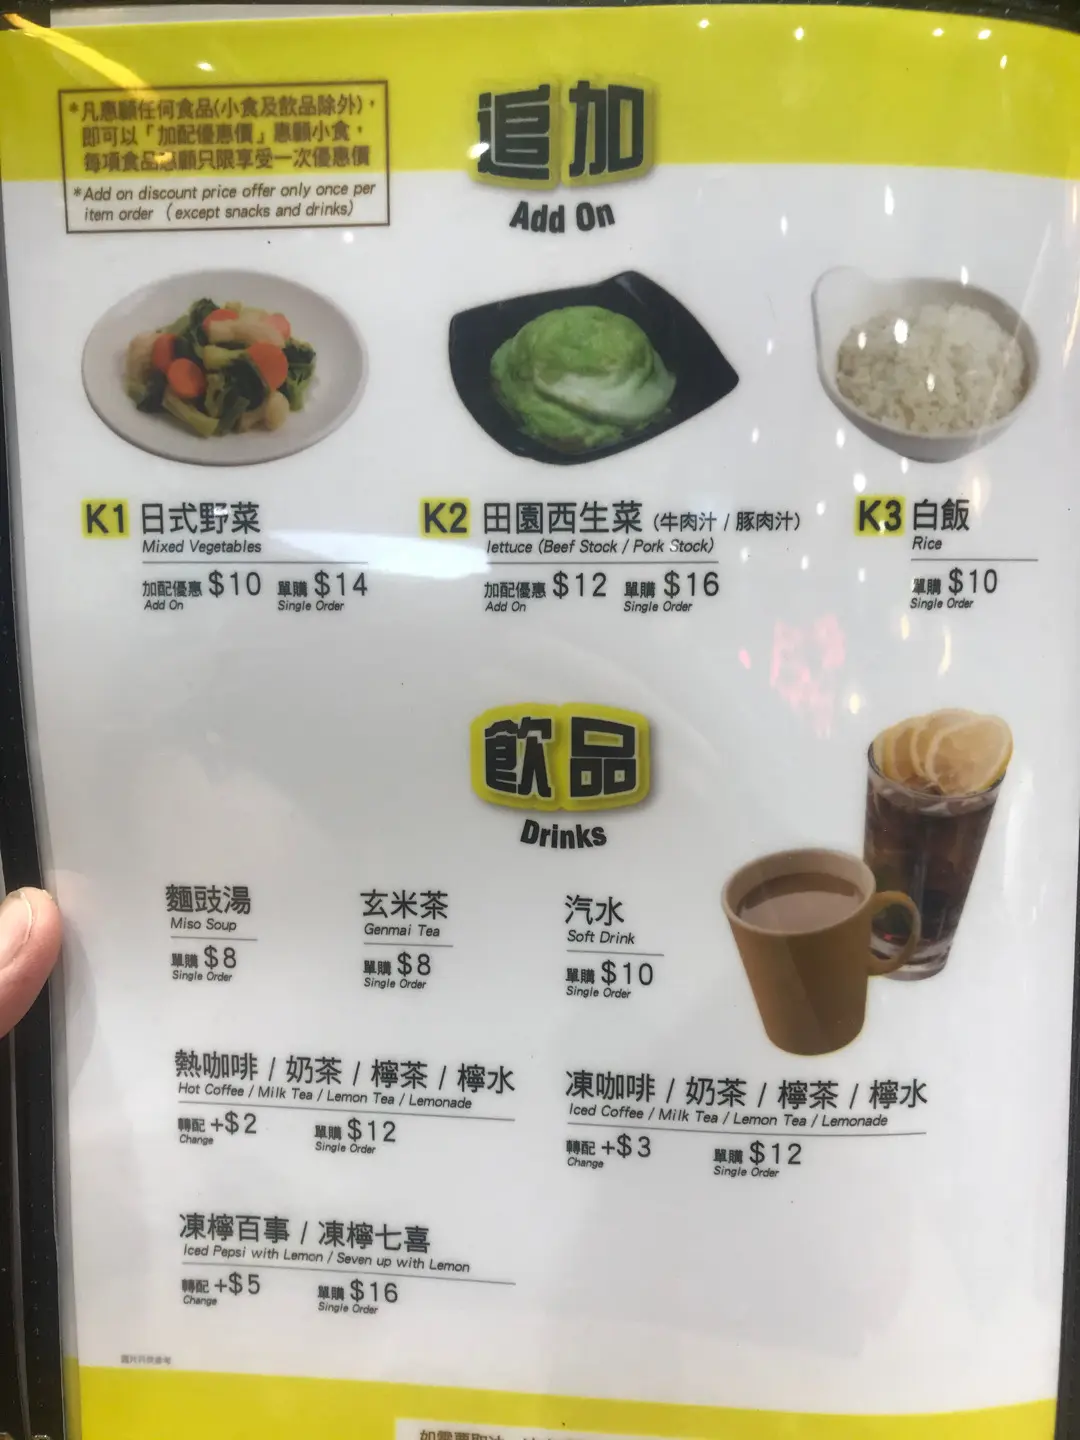 *凡惠顧任何食品(小食及飲品除外)，
即可以「加配優惠價」惠顧小食，
每項食品惠顧只限享受一次優惠價
*Add on discount price offer only once per
item order (except snacks and drinks)
追加
Add On
K1 日式野菜
Mixed Vegetables
加配優惠 $10 單購 $14
Add On Single Order
K2 田園西生菜 (牛肉汁 / 豚肉汁)
lettuce (Beef Stock / Pork Stock)
加配優惠 $12 單購 $16
Add On Single Order
K3 白飯
Rice
單購 $10
Single Order
飲品
Drinks
麵豉湯
Miso Soup
單購 $8
Single Order
玄米茶
Genmai Tea
單購 $8
Single Order
汽水
Soft Drink
單購 $10
Single Order
熱咖啡 / 奶茶 / 檸茶 / 檸水
Hot Coffee / Milk Tea / Lemon Tea / Lemonade
轉配 +$2 單購 $12
Change Single Order
凍咖啡 / 奶茶 / 檸茶 / 檸水
Iced Coffee / Milk Tea / Lemon Tea / Lemonade
轉配 +$3 單購 $12
Change Single Order
凍檸百事 / 凍檸七喜
Iced Pepsi with Lemon / Seven up with Lemon
轉配 +$5 單購 $16
Change Single Order
圖片只供參考